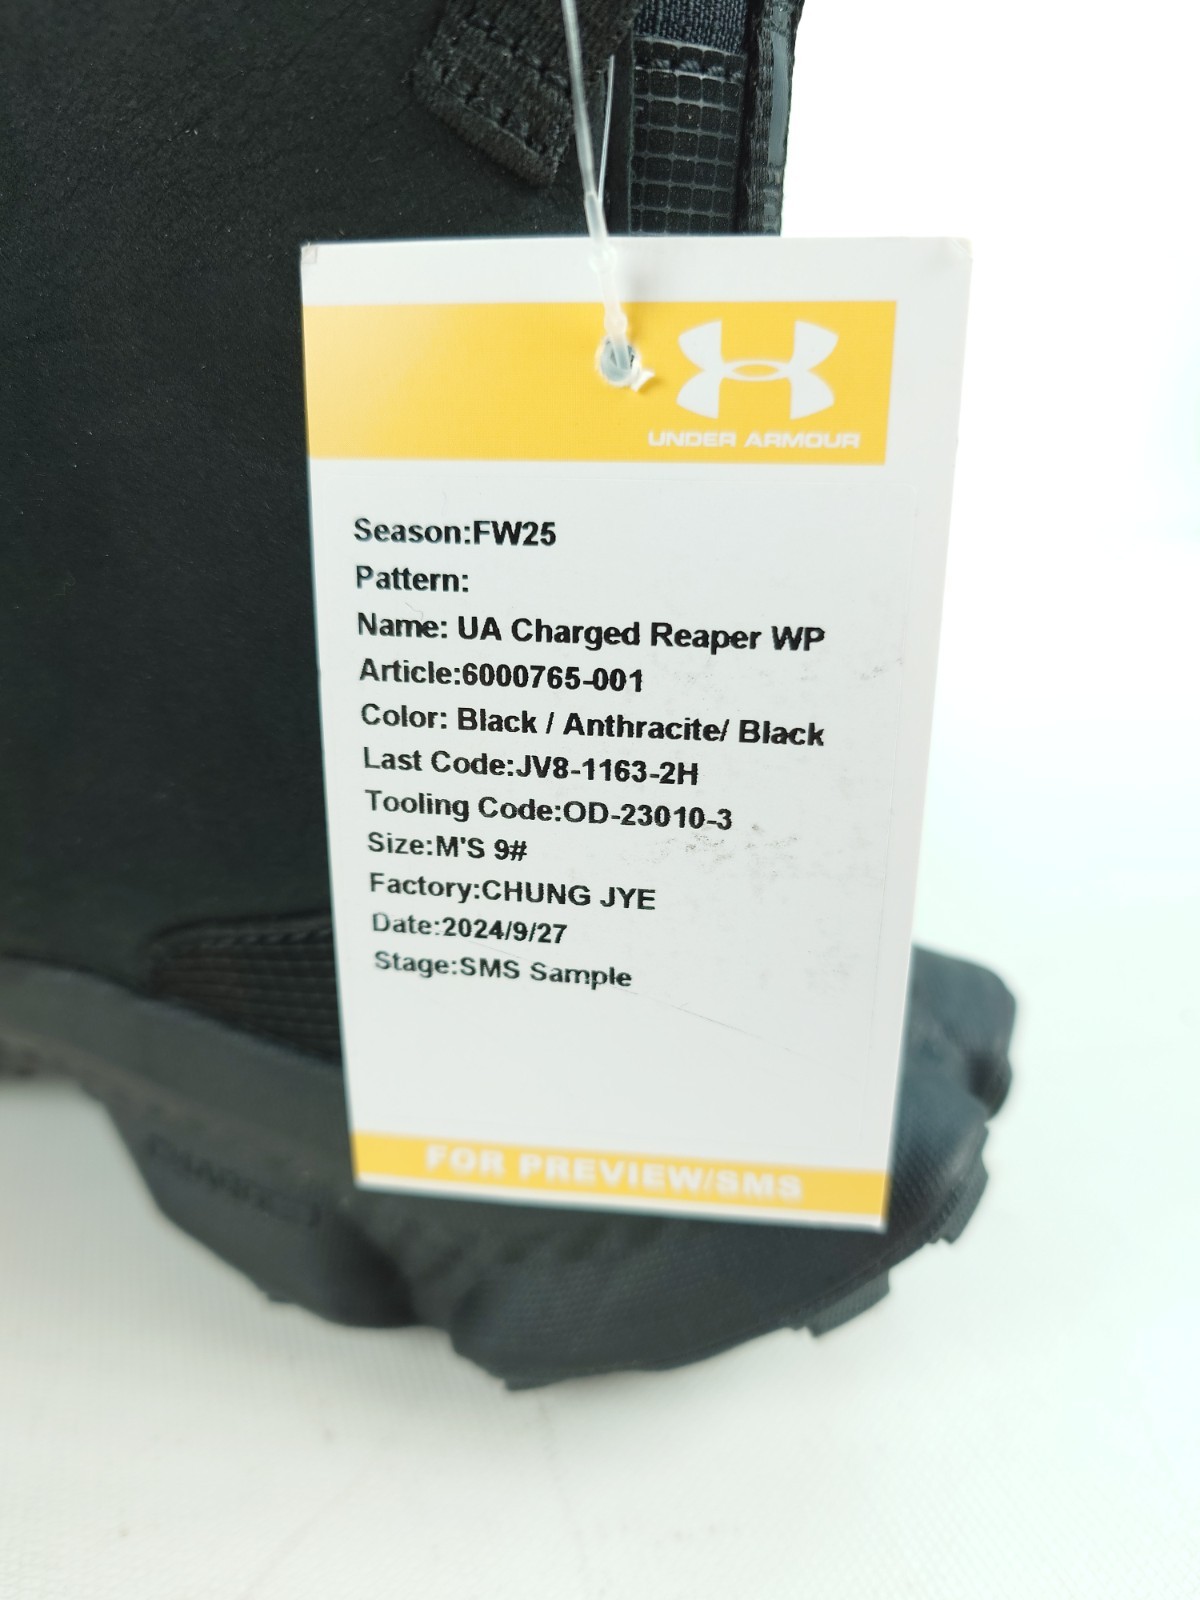 UNDER ARMOUR
Season:FW25
Pattern:
Name: UA Charged Reaper WP
Article:6000765-001
Color: Black / Anthracite/ Black
Last Code:JV8-1163-2H
Tooling Code:OD-23010-3
Size:M'S 9#
Factory:CHUNG JYE
Date:2024/9/27
Stage:SMS Sample
FOR PREVIEW/SMS